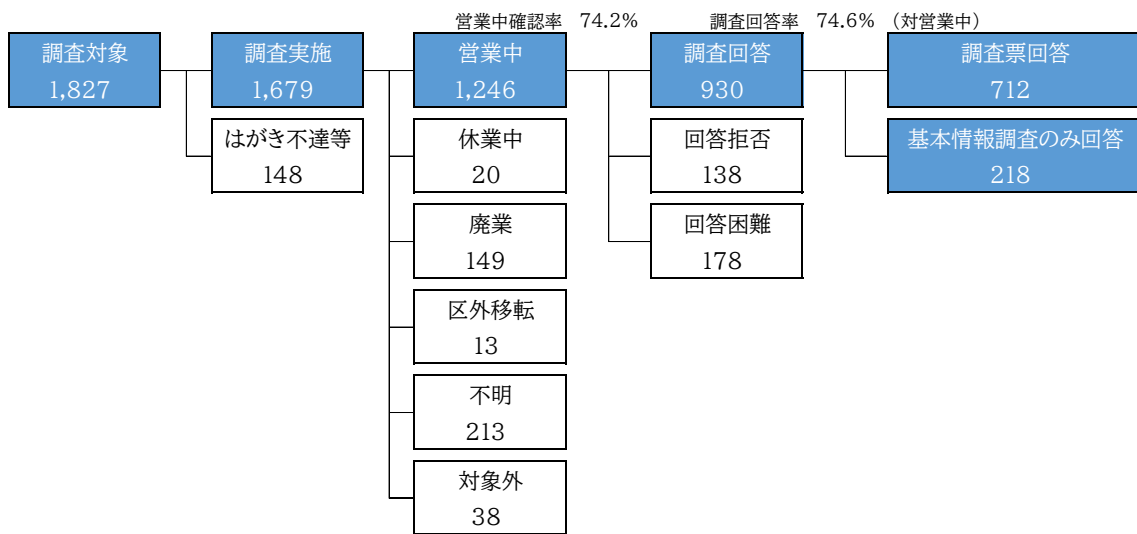 営業中確認率 74.2%
調査回答率 74.6% （対営業中）
調査対象
1,827
調査実施
1,679
営業中
1,246
調査回答
930
調査票回答
712
はがき不達等
148
休業中
20
回答拒否
138
基本情報調査のみ回答
218
廃業
149
回答困難
178
区外移転
13
不明
213
対象外
38